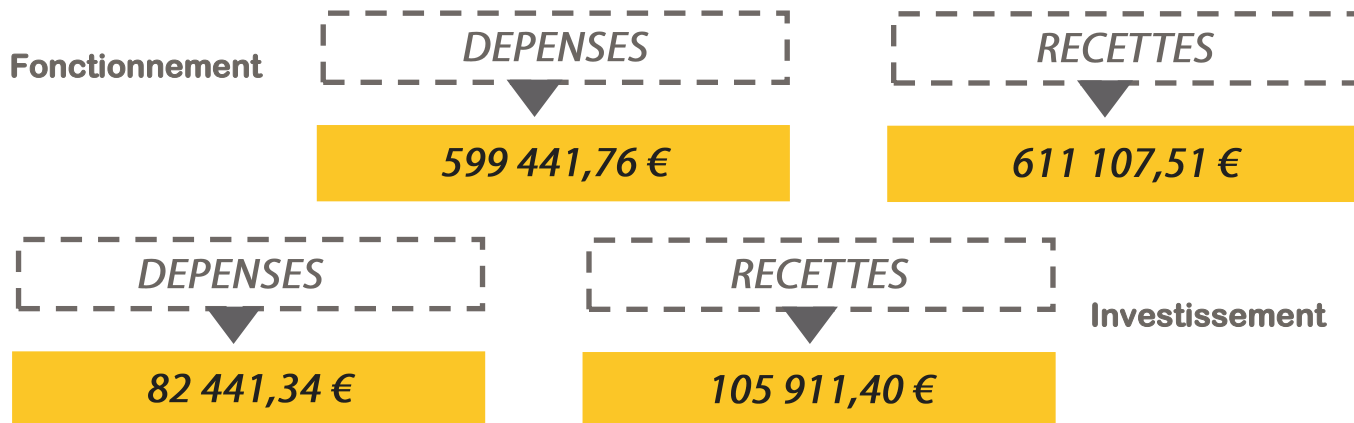 Fonctionnement
DEPENSES
RECETTES
599 441,76 €
611 107,51 €
DEPENSES
RECETTES
Investissement
82 441,34 €
105 911,40 €